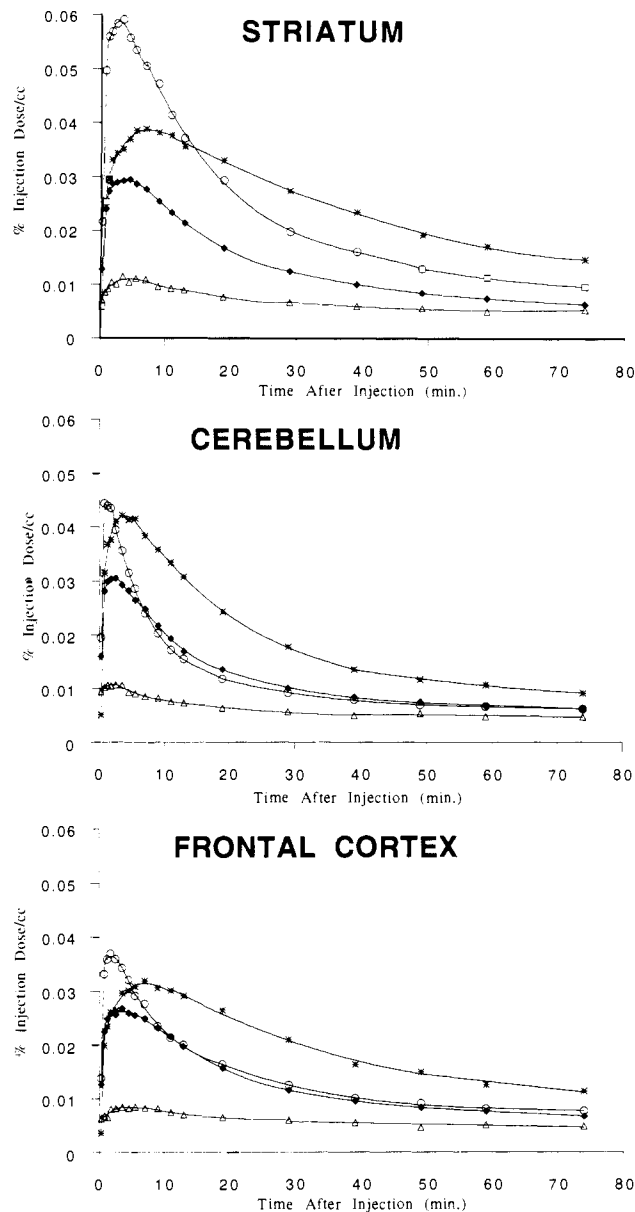 STRIATUM
% Injection Dose/cc
0.06
0.05
0.04
0.03
0.02
0.01
0
0 10 20 30 40 50 60 70 80
Time After Injection (min.)
CEREBELLUM
% Injection Dose/cc
0.06
0.05
0.04
0.03
0.02
0.01
0
0 10 20 30 40 50 60 70 80
Time After Injection (min.)
FRONTAL CORTEX
% Injection Dose/cc
0.06
0.05
0.04
0.03
0.02
0.01
0
0 10 20 30 40 50 60 70 80
Time After Injection (min.)